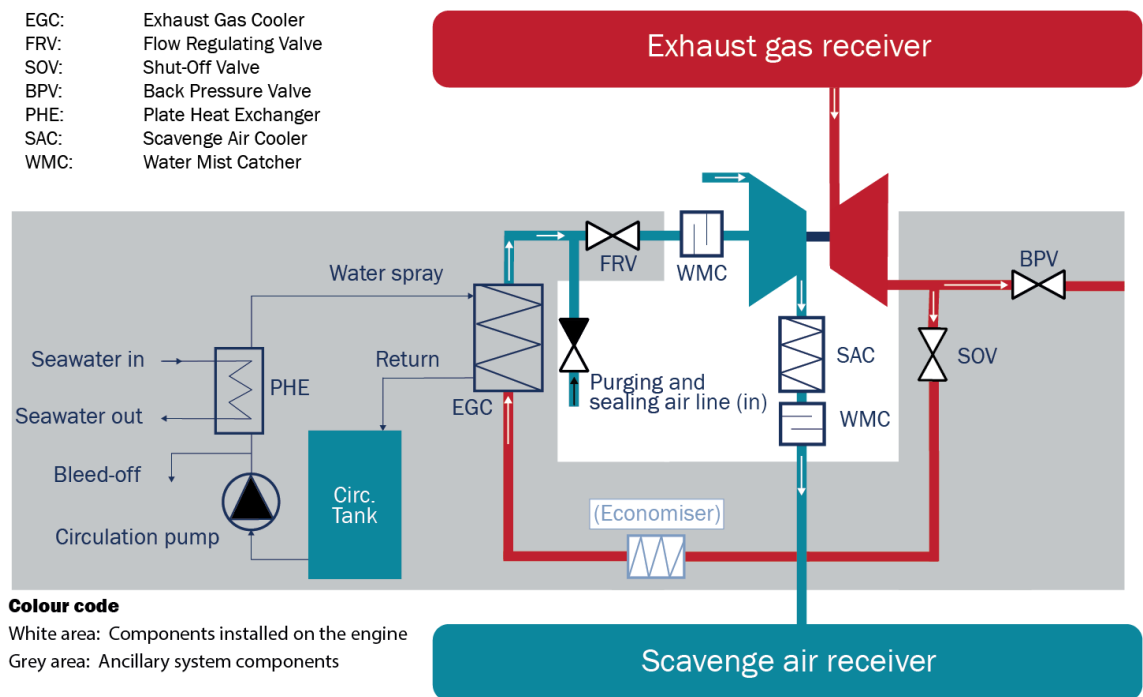 EGC: Exhaust Gas Cooler
FRV: Flow Regulating Valve
SOV: Shut-Off Valve
BPV: Back Pressure Valve
PHE: Plate Heat Exchanger
SAC: Scavenge Air Cooler
WMC: Water Mist Catcher
Exhaust gas receiver
FRV
WMC
BPV
Water spray
Seawater in
PHE
Return
SAC
SOV
Seawater out
EGC
Purging and
sealing air line (in)
WMC
Bleed-off
Circ.
Tank
(Economiser)
Circulation pump
Colour code
White area: Components installed on the engine
Grey area: Ancillary system components
Scavenge air receiver